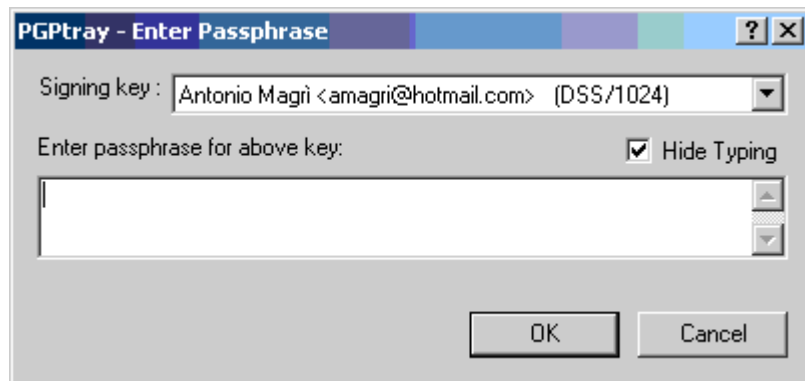 PGPtray - Enter Passphrase
Signing key : Antonio Magrì <amagri@hotmail.com> (DSS/1024)
Enter passphrase for above key: Hide Typing
OK Cancel